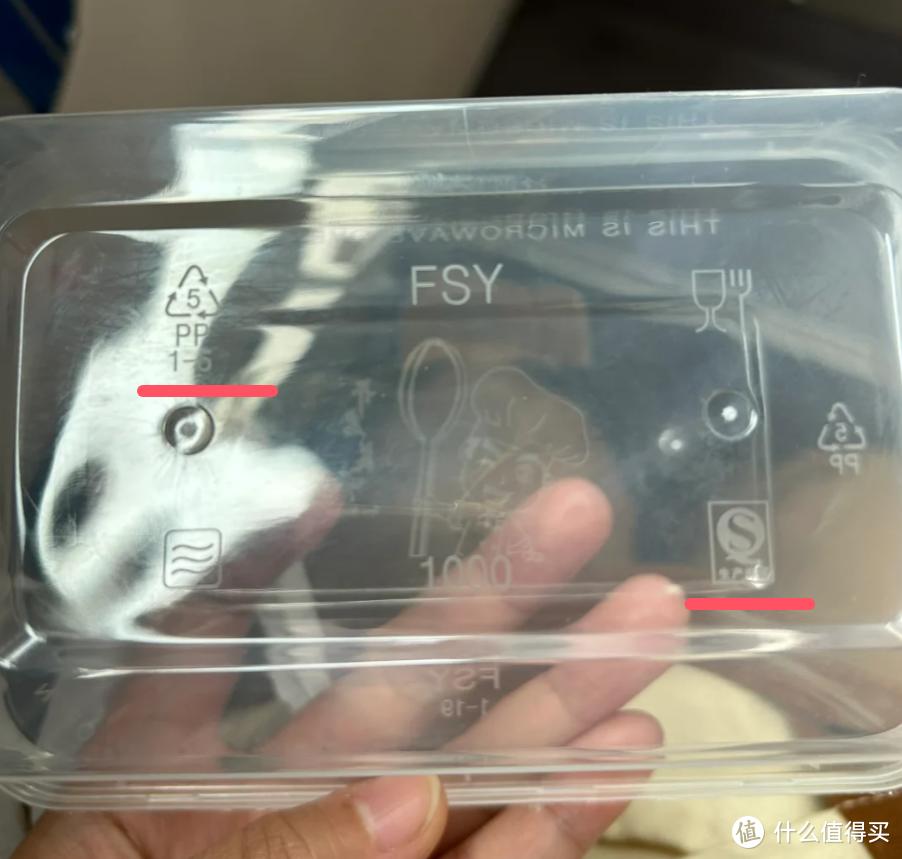 THIS IS MICROWAVE
FSY
5
PP
1-5
5
PP
1000
FSY
1-19
值 什么值得买